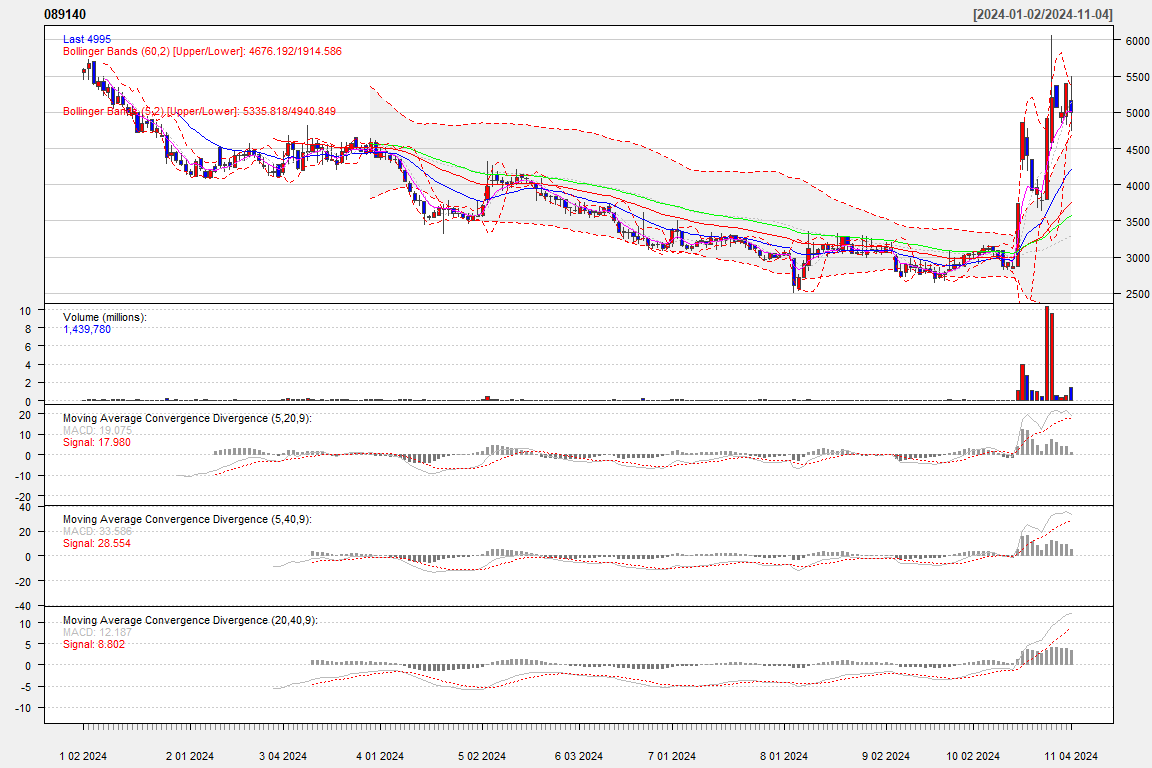 089140 [2024-01-02/2024-11-04]
Last 4995
Bollinger Bands (60,2) [Upper/Lower]: 4676.192/1914.586
Bollinger Bands (5,2) [Upper/Lower]: 5335.818/4940.849
6000
5500
5000
4500
4000
3500
3000
2500
Volume (millions):
1,439,780
10
8
6
4
2
0
Moving Average Convergence Divergence (5,20,9):
MACD: 19.075
Signal: 17.980
20
10
0
-10
-20
Moving Average Convergence Divergence (5,40,9):
MACD: 33.586
Signal: 28.554
40
20
0
-20
-40
Moving Average Convergence Divergence (20,40,9):
MACD: 12.187
Signal: 8.802
10
5
0
-5
-10
1 02 2024 2 01 2024 3 04 2024 4 01 2024 5 02 2024 6 03 2024 7 01 2024 8 01 2024 9 02 2024 10 02 2024 11 04 2024